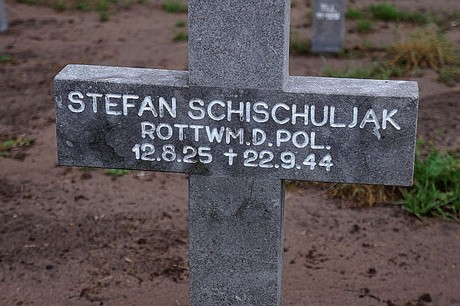 STEFAN SCHISCHULJAK
ROTTWM.D.POL.
12.8.25 † 22.9.44